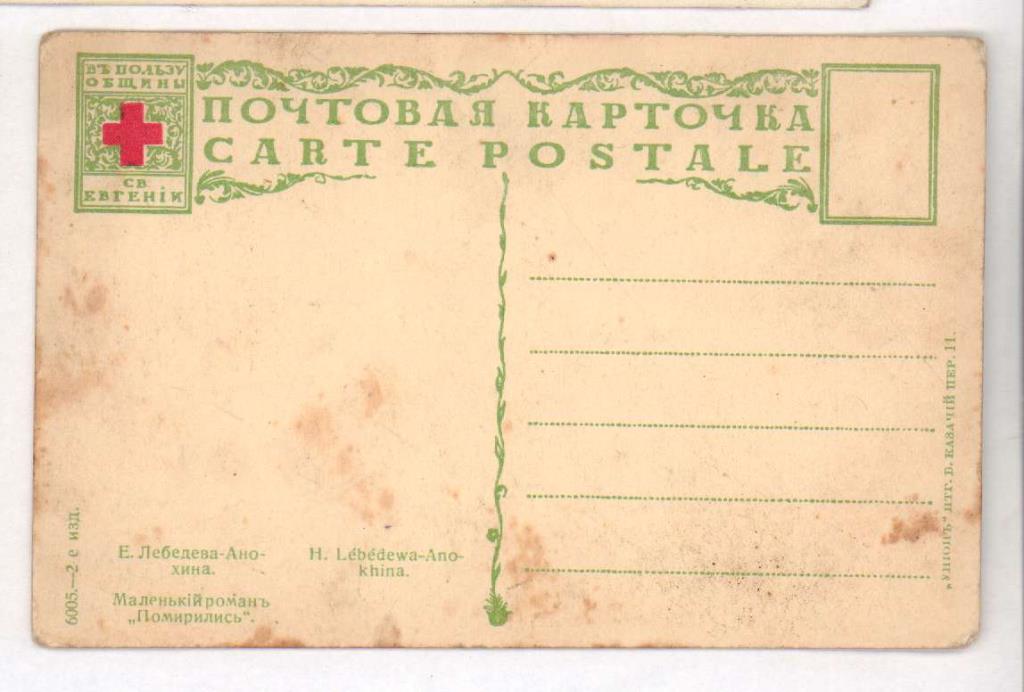 ВЪ ПОЛЬЗУ
ОБЩИНЫ
СВ
ЕВГЕНІИ
ПОЧТОВАЯ КАРТОЧКА
CARTE POSTALE
6005.—2-е изд.
Е. Лебедева-Ано-
хина.
Маленькій романъ
„Помирились“.
H. Lébédewa-Ano-
khina.
„УНІОНЪ“ ПТГ. Б. КАЗАЧІЙ ПЕР. 11.